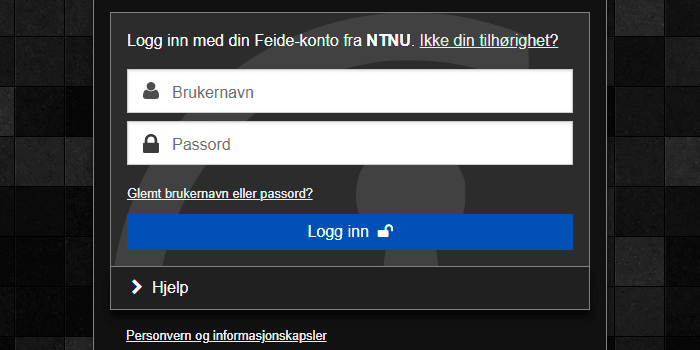 Logg inn med din Feide-konto fra NTNU. Ikke din tilhørighet?
Brukernavn
Passord
Glemt brukernavn eller passord?
Logg inn
Hjelp
Personvern og informasjonskapsler